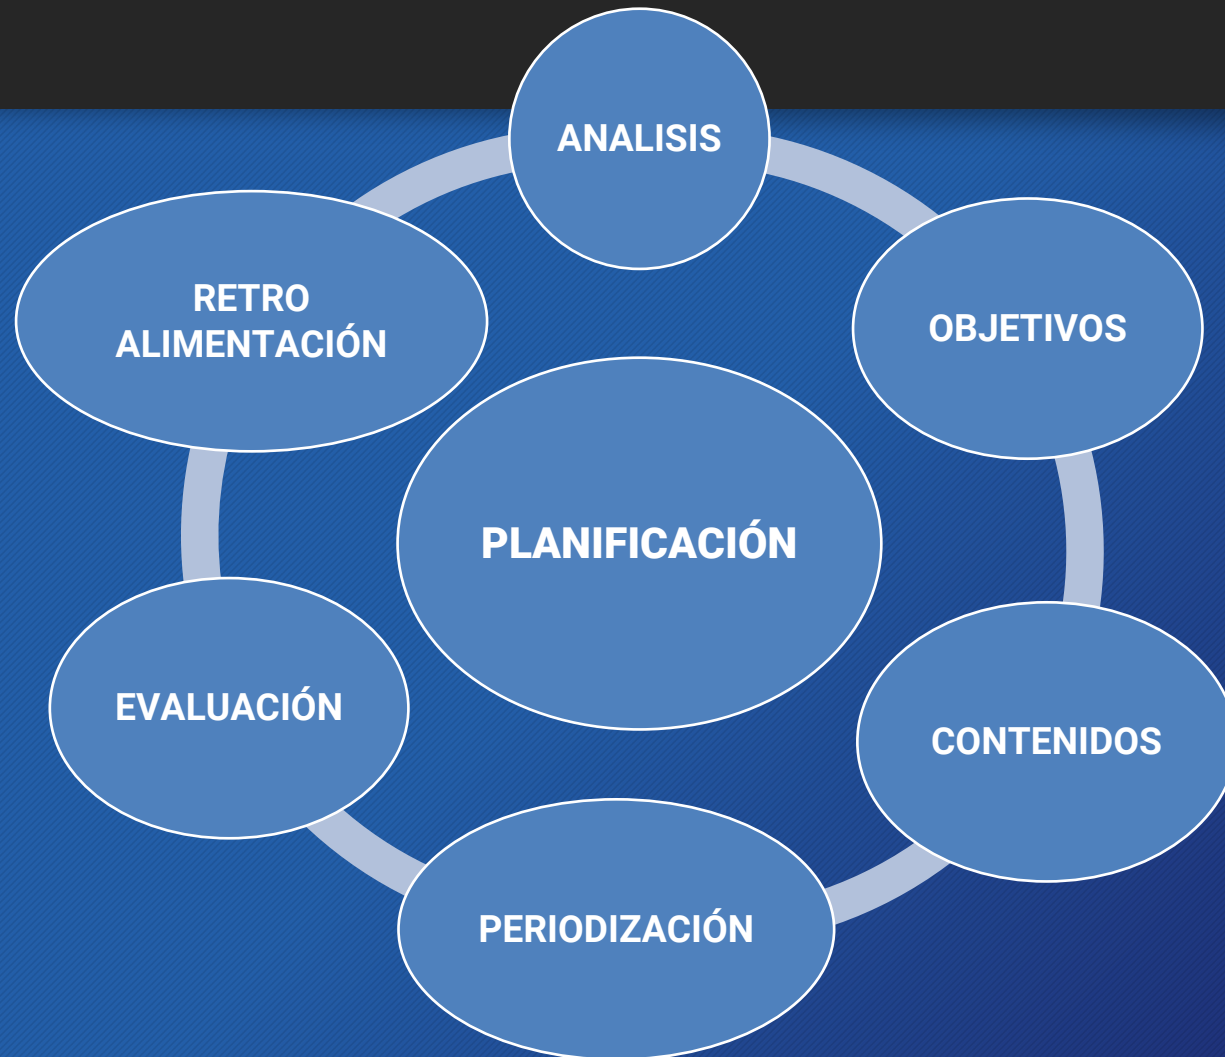 ANALISIS
OBJETIVOS
CONTENIDOS
PERIODIZACIÓN
EVALUACIÓN
RETRO
ALIMENTACIÓN
PLANIFICACIÓN